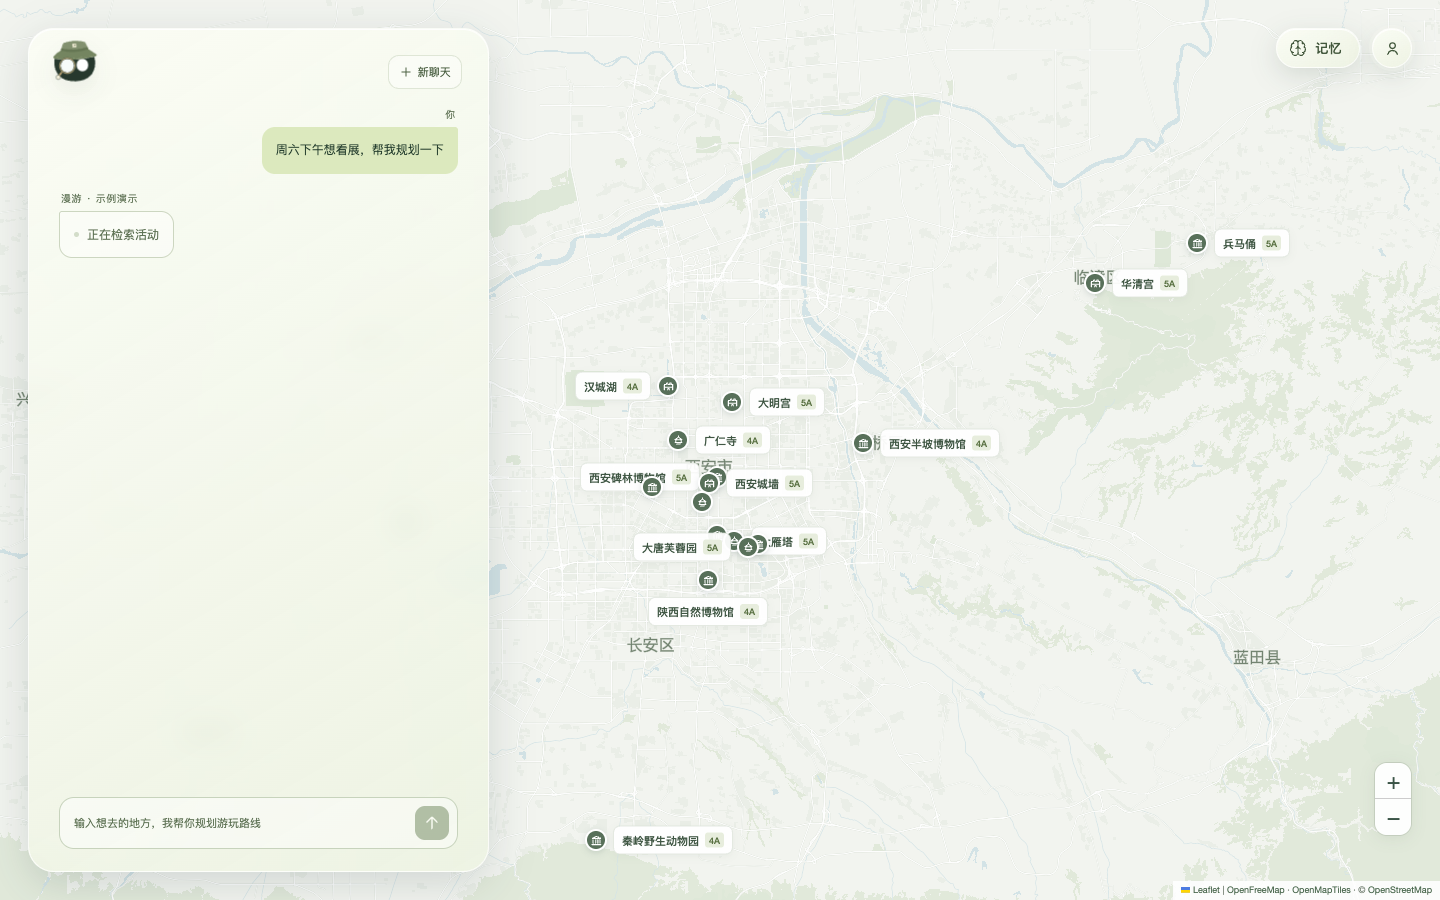 新聊天
你
周六下午想看展，帮我规划一下
漫游 · 示例演示
正在检索活动
输入想去的地方，我帮你规划游玩路线
记忆
兵马俑 5A
华清宫 5A
汉城湖 4A
大明宫 5A
广仁寺 4A
西安半坡博物馆 4A
西安市
西安碑林博物馆 5A
西安城墙 5A
雁塔 5A
大唐芙蓉园 5A
陕西自然博物馆 4A
长安区
蓝田县
秦岭野生动物园 4A
+
−
Leaflet | OpenFreeMap · OpenMapTiles · © OpenStreetMap